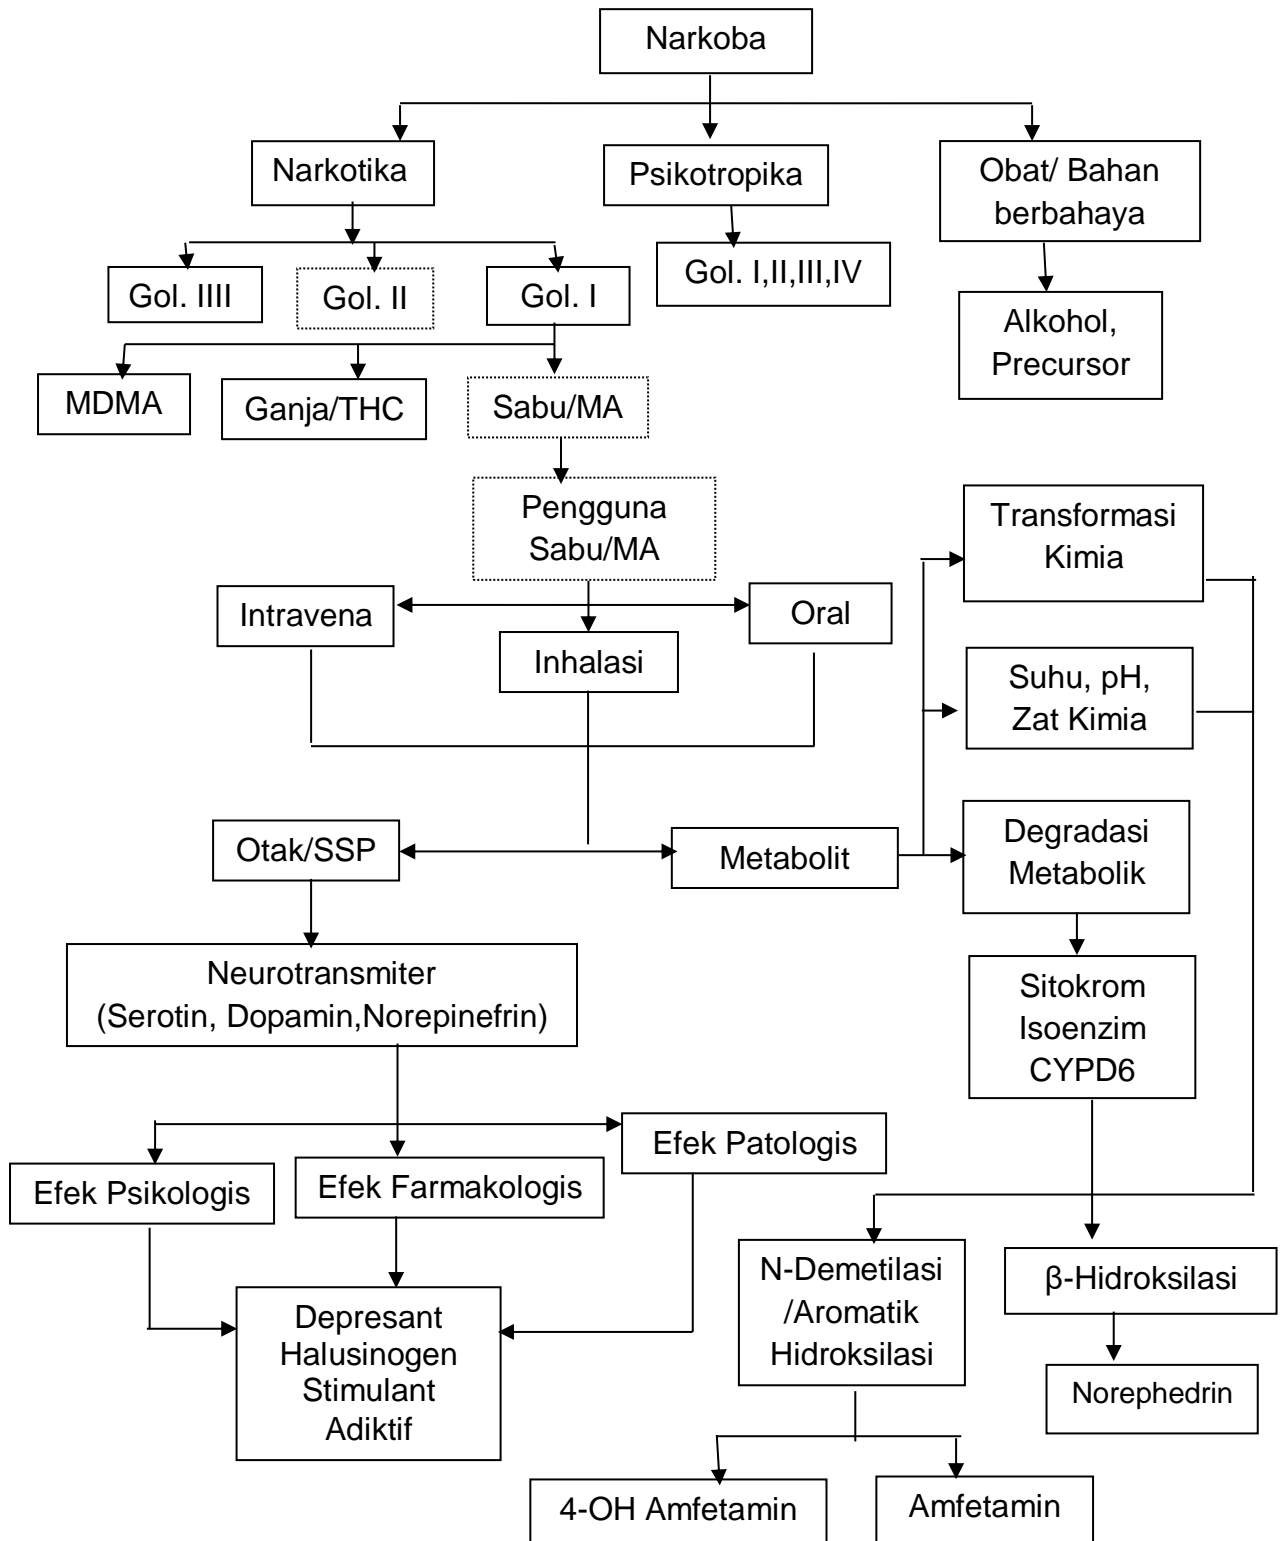 Narkoba
Narkotika
Psikotropika
Obat/ Bahan
berbahaya
Gol. IIII
Gol. II
Gol. I
Gol. I,II,III,IV
Alkohol,
Precursor
MDMA
Ganja/THC
Sabu/MA
Pengguna
Sabu/MA
Transformasi
Kimia
Intravena
Oral
Inhalasi
Suhu, pH,
Zat Kimia
Otak/SSP
Metabolit
Degradasi
Metabolik
Neurotransmiter
(Serotin, Dopamin,Norepinefrin)
Sitokrom
Isoenzim
CYPD6
Efek Psikologis
Efek Farmakologis
Efek Patologis
N-Demetilasi
/Aromatik
Hidroksilasi
β-Hidroksilasi
Depresant
Halusinogen
Stimulant
Adiktif
Norephedrin
4-OH Amfetamin
Amfetamin